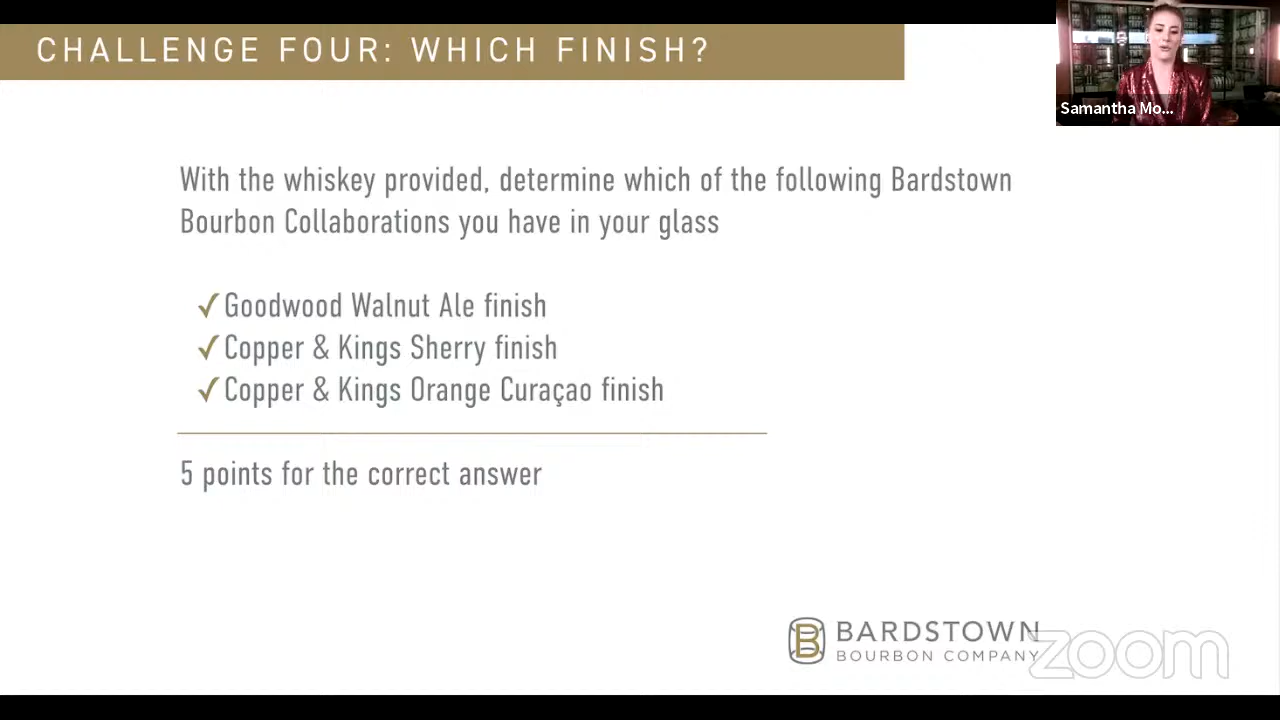 CHALLENGE FOUR: WHICH FINISH?
Samantha Mo...
With the whiskey provided, determine which of the following Bardstown
Bourbon Collaborations you have in your glass
✓ Goodwood Walnut Ale finish
✓ Copper & Kings Sherry finish
✓ Copper & Kings Orange Curaçao finish
5 points for the correct answer
B
BARDSTOWN
BOURBON COMPANY
zoom